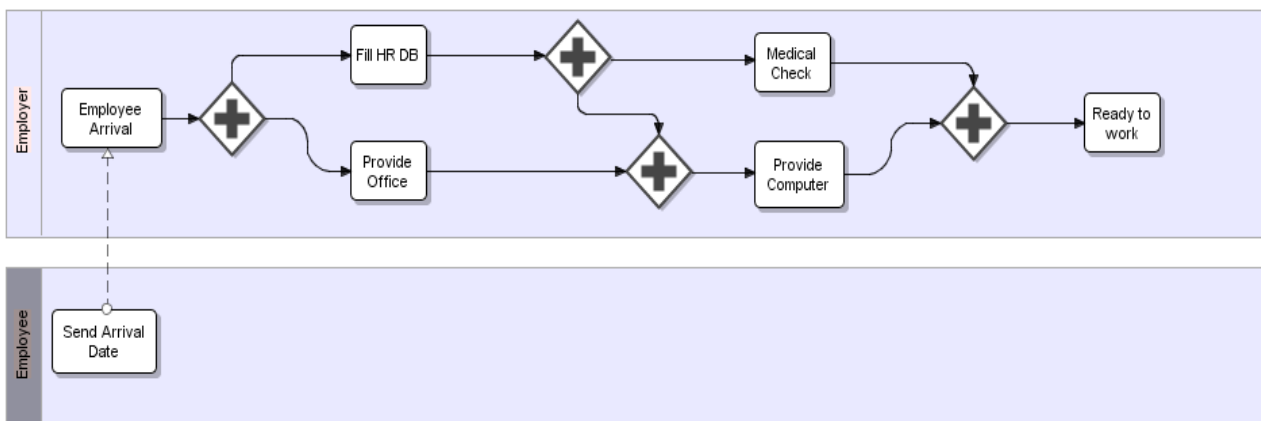 Employer
Employee
Arrival
Fill HR DB
Provide
Office
Medical
Check
Provide
Computer
Ready to
work
Employee
Send Arrival
Date